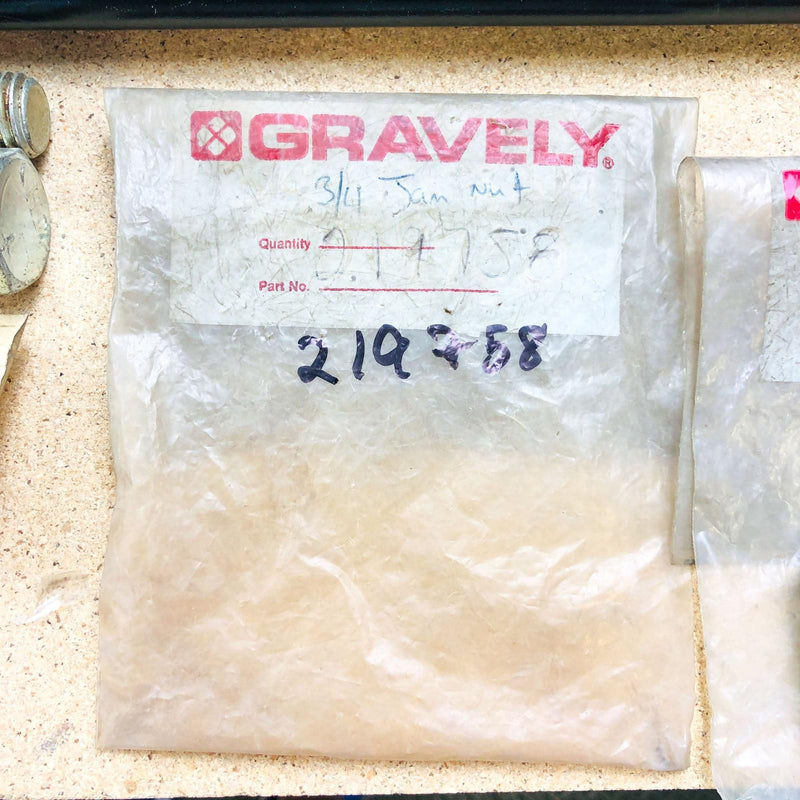 GRAVELY®
3/4 Jam Nut
Quantity
219758
Part No.
219758